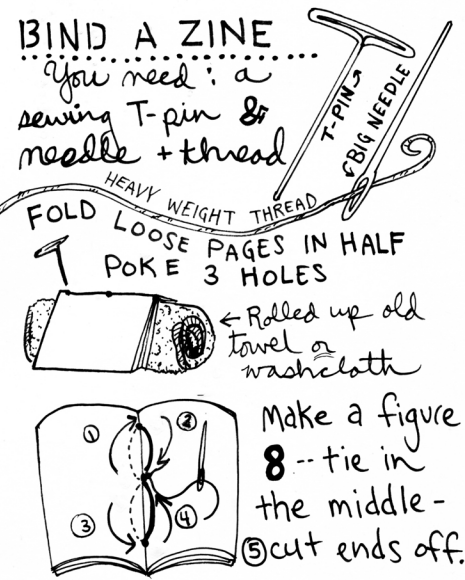 BIND A ZINE
You need: a
sewing T-pin &
needle + thread
T-PIN
BIG NEEDLE
HEAVY WEIGHT THREAD
FOLD LOOSE PAGES IN HALF
POKE 3 HOLES
← Rolled up old
towel or
washcloth
① ②
③ ④
Make a figure
8 -- tie in
the middle -
⑤ cut ends off.